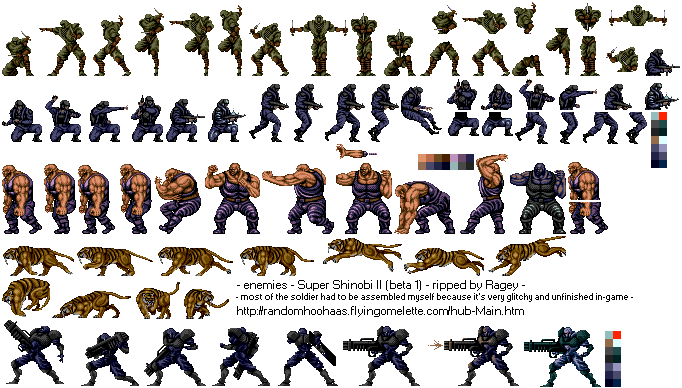 - enemies - Super Shinobi II (beta 1) - ripped by Ragey -
- most of the soldier had to be assembled myself because it's very glitchy and unfinished in-game -
http://randomhoohaas.flyingomelette.com/hub-Main.htm